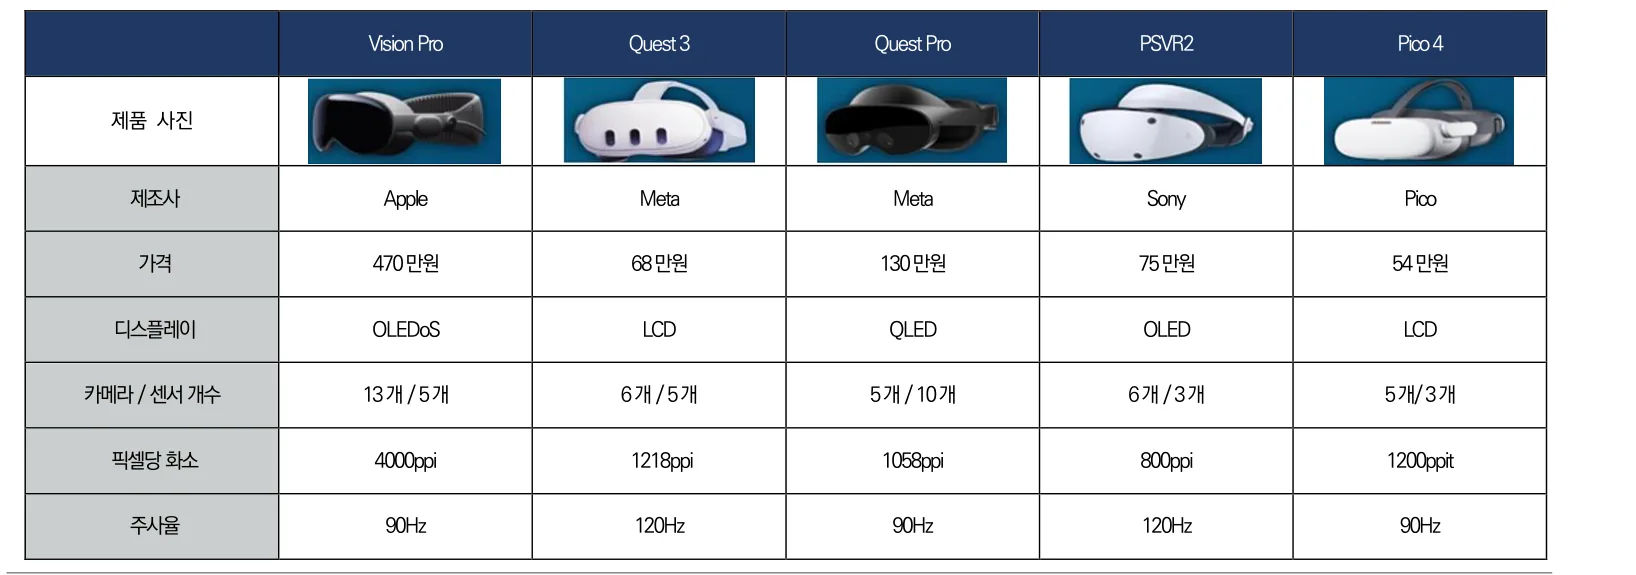 Vision Pro Quest 3 Quest Pro PSVR2 Pico 4
제품 사진
제조사 Apple Meta Meta Sony Pico
가격 470만원 68만원 130만원 75만원 54만원
디스플레이 OLEDoS LCD QLED OLED LCD
카메라 / 센서 개수 13개 / 5개 6개 / 5개 5개 / 10개 6개 / 3개 5개/ 3개
픽셀당 화소 4000ppi 1218ppi 1058ppi 800ppi 1200ppit
주사율 90Hz 120Hz 90Hz 120Hz 90Hz